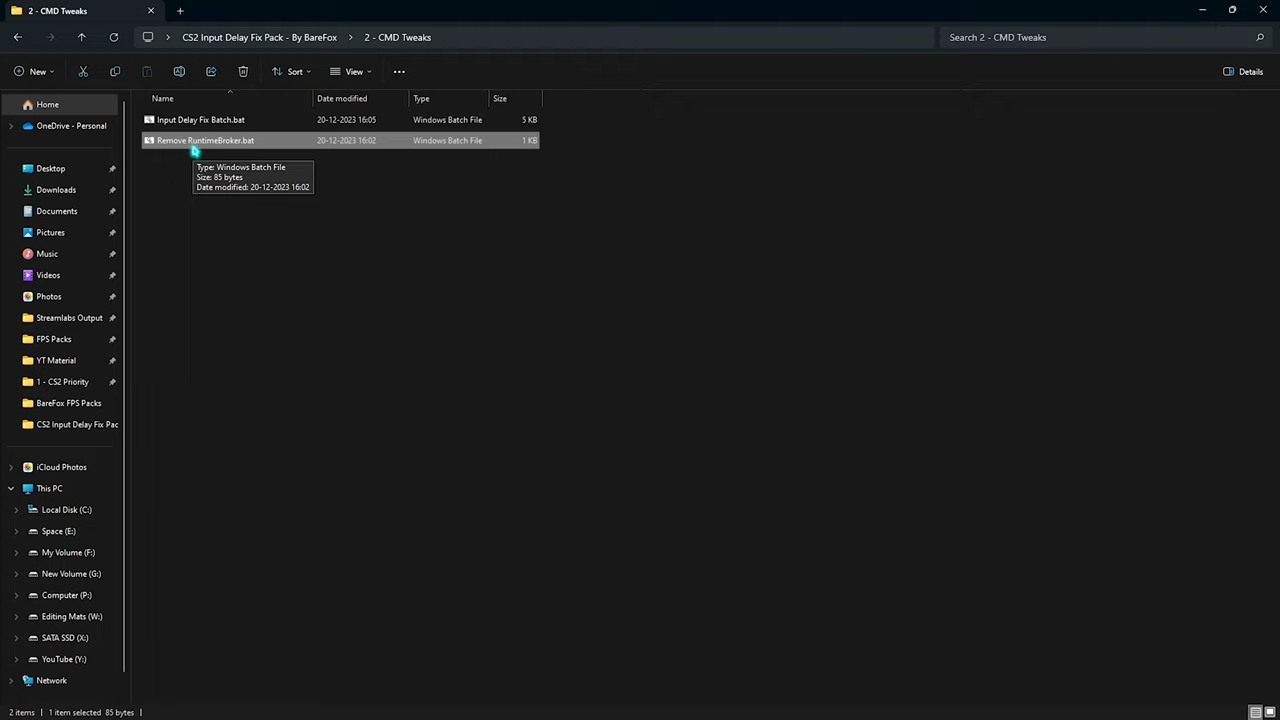 2 - CMD Tweaks
CS2 Input Delay Fix Pack - By BareFox
2 - CMD Tweaks
Search 2 - CMD Tweaks
New
Sort
View
Details
Name
Date modified
Type
Size
Home
OneDrive - Personal
Input Delay Fix Batch.bat
20-12-2023 16:05
Windows Batch File
5 KB
Remove RuntimeBroker.bat
20-12-2023 16:02
Windows Batch File
1 KB
Type: Windows Batch File
Size: 85 bytes
Date modified: 20-12-2023 16:02
Desktop
Downloads
Documents
Pictures
Music
Videos
Photos
Streamlabs Output
FPS Packs
YT Material
1 - CS2 Priority
BareFox FPS Packs
CS2 Input Delay Fix Pac
iCloud Photos
This PC
Local Disk (C:)
Space (E:)
My Volume (F:)
New Volume (G:)
Computer (P:)
Editing Mats (W:)
SATA SSD (X:)
YouTube (Y:)
Network
2 items
1 item selected 85 bytes